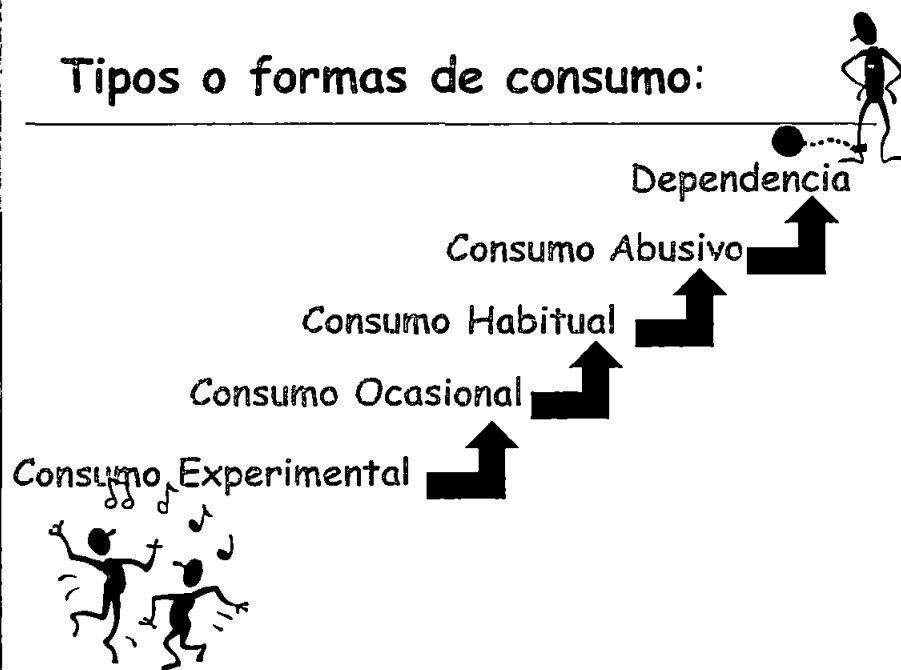 Tipos o formas de consumo:
Dependencia
Consumo Abusivo
Consumo Habitual
Consumo Ocasional
Consumo Experimental